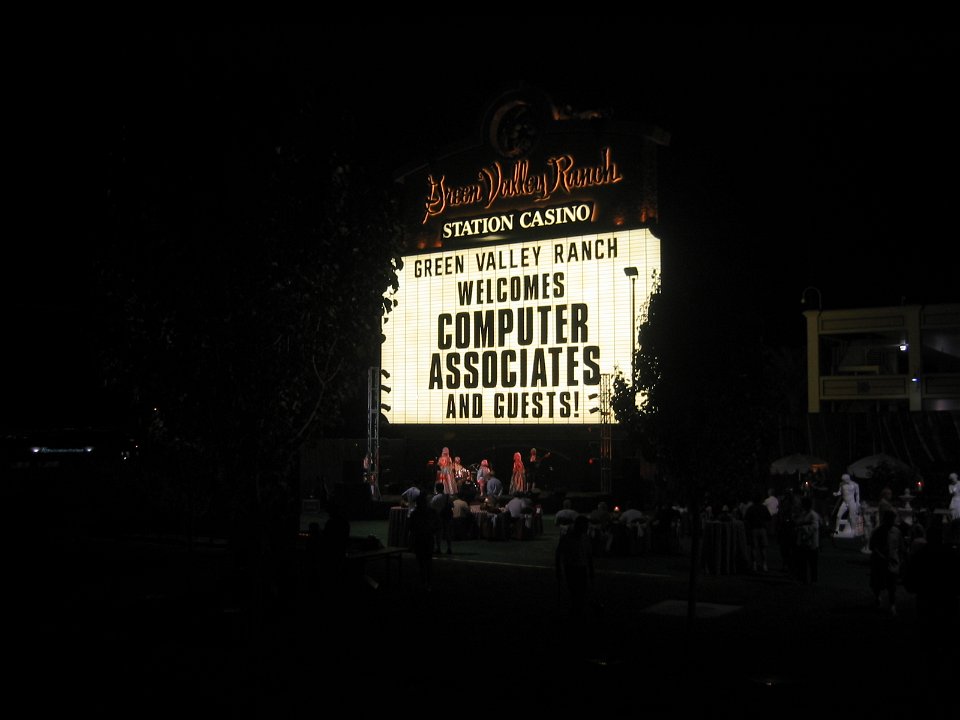 Green Valley Ranch
STATION CASINO
GREEN VALLEY RANCH
WELCOMES
COMPUTER
ASSOCIATES
AND GUESTS!